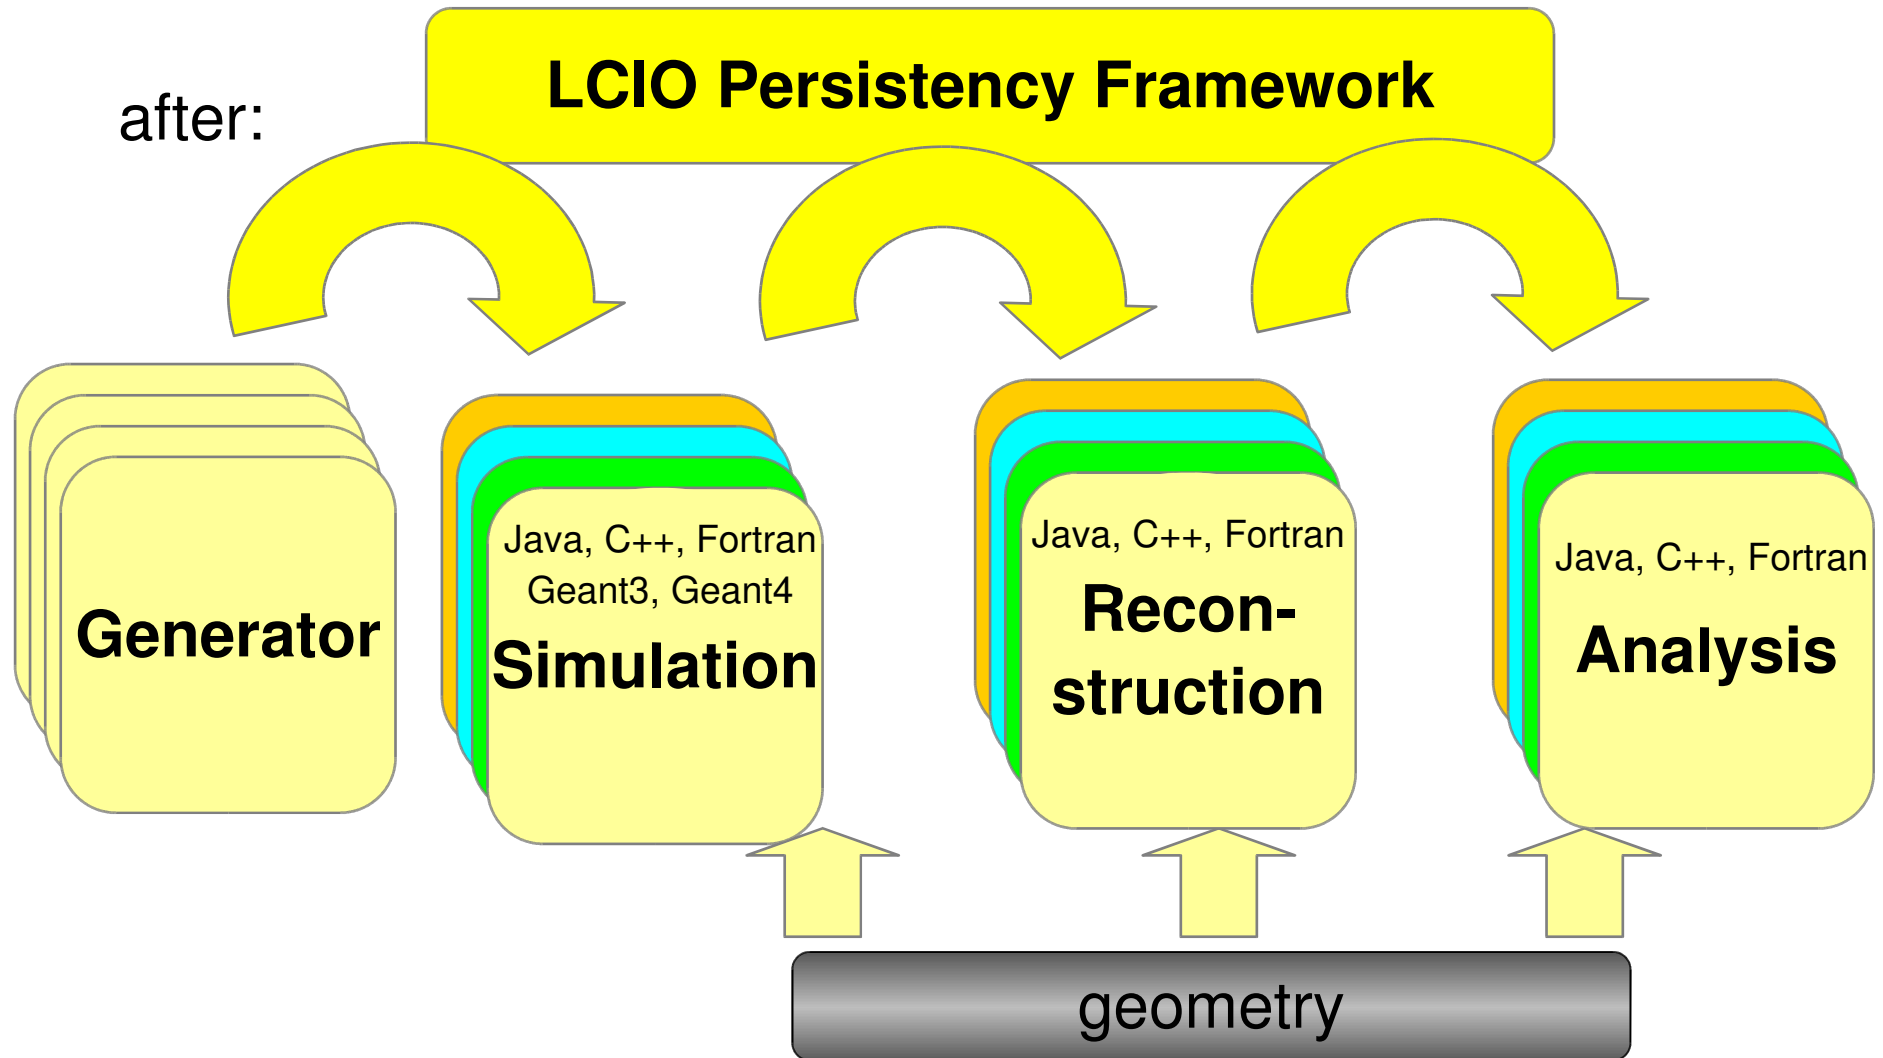 LCIO Persistency Framework
after:
Generator
Java, C++, Fortran
Geant3, Geant4
Simulation
Java, C++, Fortran
Recon-
struction
Java, C++, Fortran
Analysis
geometry